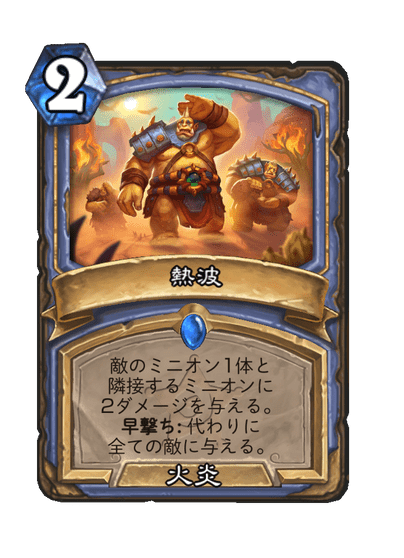 2
熱波
敵のミニオン1体と
隣接するミニオンに
2ダメージを与える。
早撃ち: 代わりに
全ての敵に与える。
火炎